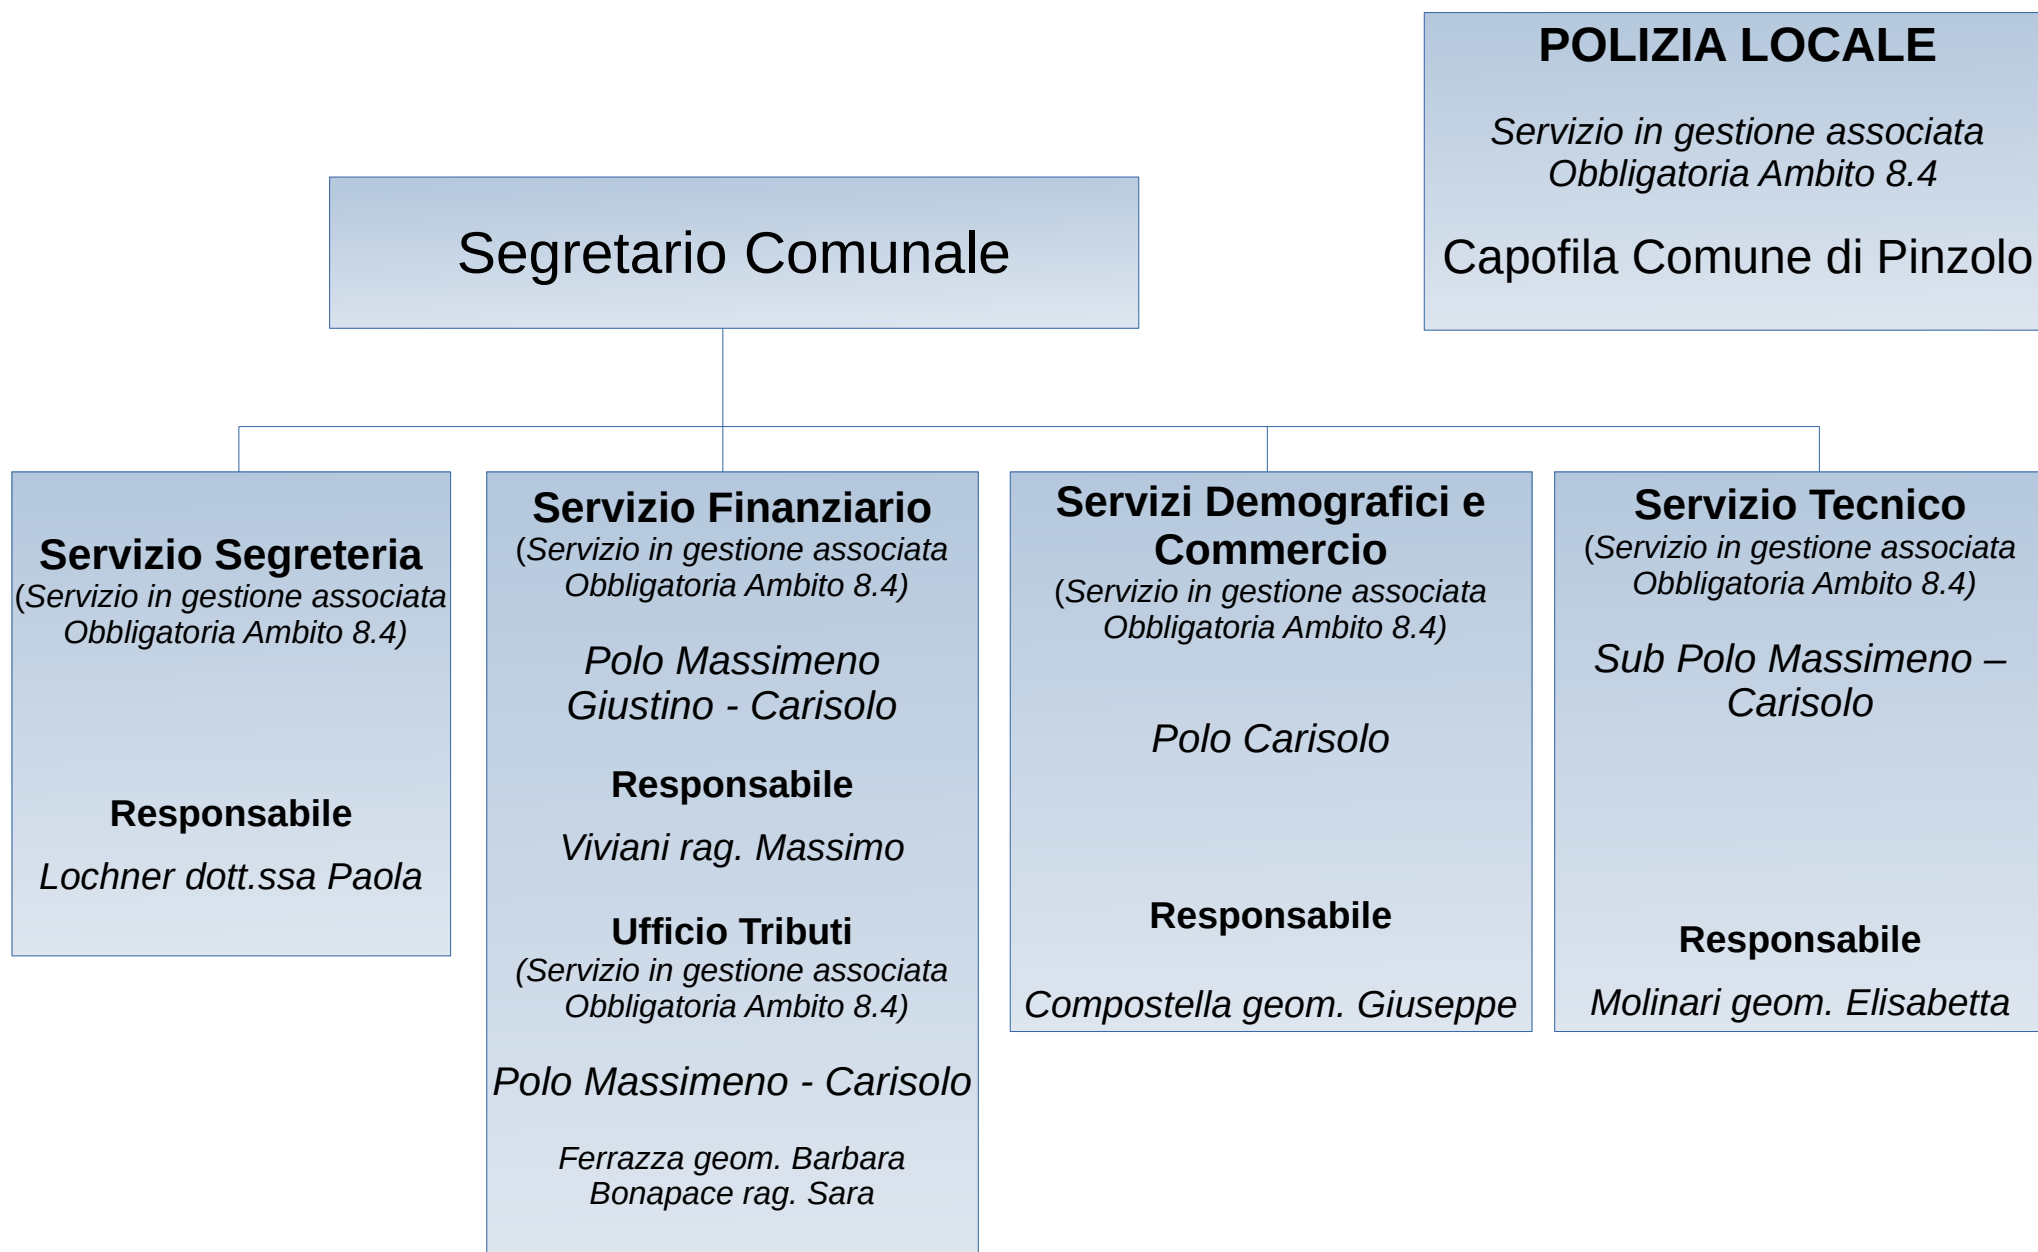 POLIZIA LOCALE
Servizio in gestione associata
Obbligatoria Ambito 8.4
Capofila Comune di Pinzolo
Segretario Comunale
Servizio Segreteria
(Servizio in gestione associata
Obbligatoria Ambito 8.4)
Responsabile
Lochner dott.ssa Paola
Servizio Finanziario
(Servizio in gestione associata
Obbligatoria Ambito 8.4)
Polo Massimeno
Giustino - Carisolo
Responsabile
Viviani rag. Massimo
Ufficio Tributi
(Servizio in gestione associata
Obbligatoria Ambito 8.4)
Polo Massimeno - Carisolo
Ferrazza geom. Barbara
Bonapace rag. Sara
Servizi Demografici e
Commercio
(Servizio in gestione associata
Obbligatoria Ambito 8.4)
Polo Carisolo
Responsabile
Compostella geom. Giuseppe
Servizio Tecnico
(Servizio in gestione associata
Obbligatoria Ambito 8.4)
Sub Polo Massimeno –
Carisolo
Responsabile
Molinari geom. Elisabetta